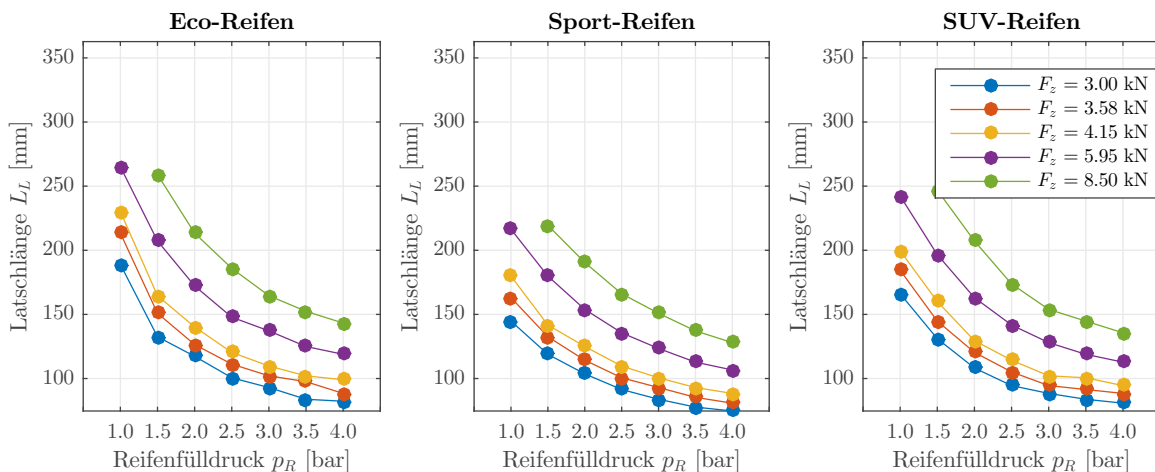 Eco-Reifen
Latschlänge L_L [mm]
350
300
250
200
150
100
1.0 1.5 2.0 2.5 3.0 3.5 4.0
Reifenfülldruck p_R [bar]
Sport-Reifen
Latschlänge L_L [mm]
350
300
250
200
150
100
1.0 1.5 2.0 2.5 3.0 3.5 4.0
Reifenfülldruck p_R [bar]
SUV-Reifen
Latschlänge L_L [mm]
350
300
250
200
150
100
1.0 1.5 2.0 2.5 3.0 3.5 4.0
Reifenfülldruck p_R [bar]
F_z = 3.00 kN
F_z = 3.58 kN
F_z = 4.15 kN
F_z = 5.95 kN
F_z = 8.50 kN